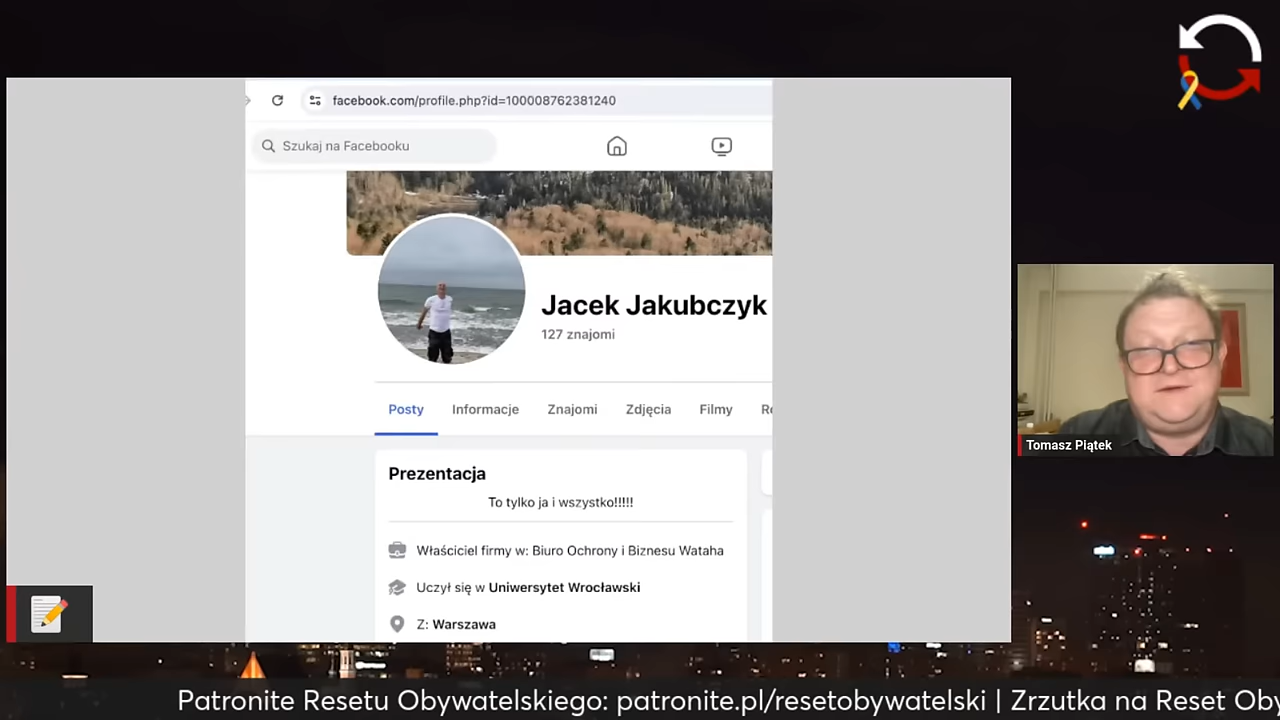 facebook.com/profile.php?id=100008762381240
Szukaj na Facebooku
Jacek Jakubczyk
127 znajomi
Posty Informacje Znajomi Zdjęcia Filmy Re
Prezentacja
To tylko ja i wszystko!!!!!
Właściciel firmy w: Biuro Ochrony i Biznesu Wataha
Uczył się w Uniwersytet Wrocławski
Z: Warszawa
Tomasz Piątek
Patronite Resetu Obywatelskiego: patronite.pl/resetobywatelski | Zrzutka na Reset Oby